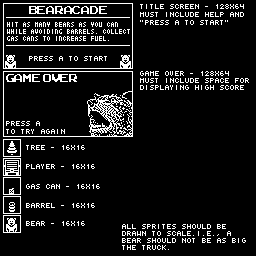 BEARACADE
HIT AS MANY BEARS AS YOU CAN
WHILE AVOIDING BARRELS. COLLECT
GAS CANS TO INCREASE FUEL.
PRESS A TO START
TITLE SCREEN - 128X64
MUST INCLUDE HELP AND
"PRESS A TO START"
GAME OVER
PRESS A
TO TRY AGAIN
GAME OVER - 128X64
MUST INCLUDE SPACE FOR
DISPLAYING HIGH SCORE
TREE - 16X16
PLAYER - 16X16
GAS CAN - 16X16
BARREL - 16X16
BEAR - 16X16
ALL SPRITES SHOULD BE
DRAWN TO SCALE.I.E., A
BEAR SHOULD NOT BE AS BIG
THE TRUCK.